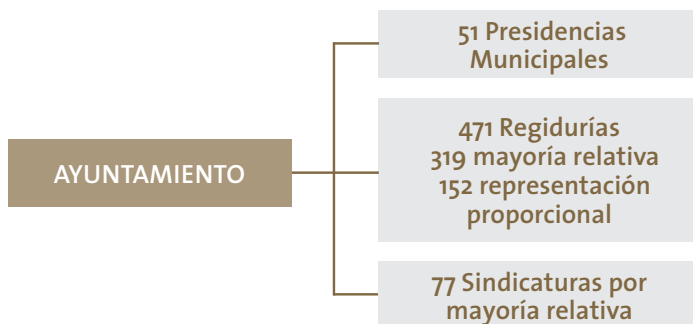 AYUNTAMIENTO
51 Presidencias
Municipales
471 Regidurías
319 mayoría relativa
152 representación
proporcional
77 Sindicaturas por
mayoría relativa